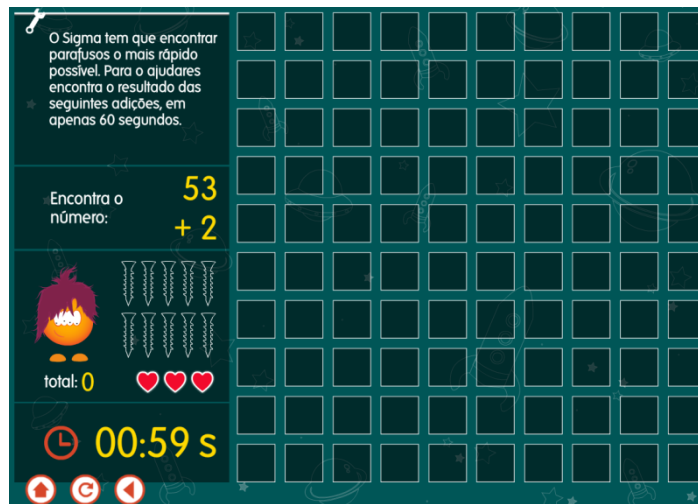 O Sigma tem que encontrar
parafusos o mais rápido
possível. Para o ajudares
encontra o resultado das
seguintes adições, em
apenas 60 segundos.
Encontra o
número:
53
+ 2
total: 0
00:59 s